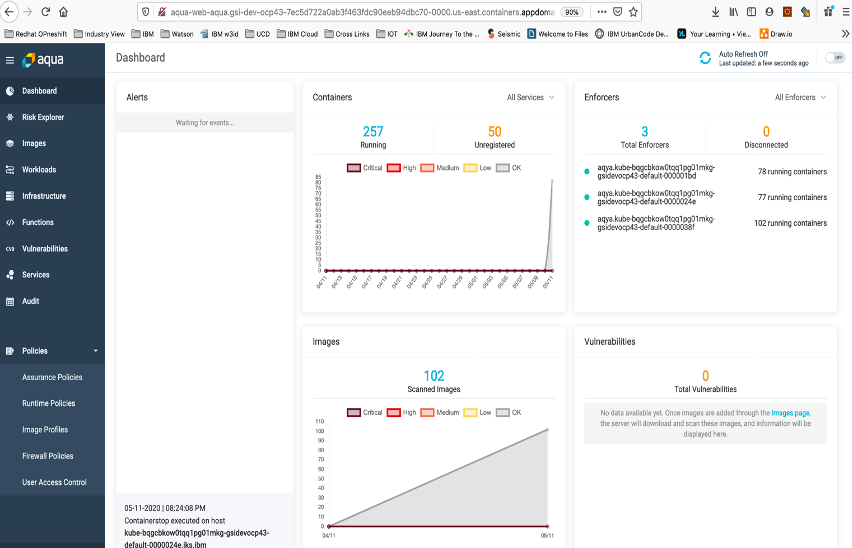 aqua-web-aqua.gsi-dev-ocp43-7ec5d722a0ab3f463fdc90eeb94dbc70-0000.us-east.containers.appdoma
90%
Redhat OPneshift
Industry View
IBM
Watson
IBM w3id
UCD
IBM Cloud
Cross Links
IOT
IBM Journey To the ...
Seismic
Welcome to Files
IBM UrbanCode De...
Your Learning • Vie...
Draw.io
aqua
Dashboard
Auto Refresh Off
Last updated: a few seconds ago
OFF
Dashboard
Risk Explorer
Images
Workloads
Infrastructure
Functions
Vulnerabilities
Services
Audit
Policies
Assurance Policies
Runtime Policies
Image Profiles
Firewall Policies
User Access Control
Alerts
Waiting for events...
05-11-2020 | 08:24:08 PM
Containerstop executed on host
kube-bqgcbkow0tqq1pg01mkg-gsidevocp43-
default-0000024e.iks.ibm
Containers
All Services
257
Running
50
Unregistered
Critical
High
Medium
Low
OK
85
80
75
70
65
60
55
50
45
40
35
30
25
20
15
10
5
0
04/11
04/13
04/15
04/17
04/19
04/21
04/23
04/25
04/27
04/29
05/01
05/03
05/05
05/07
05/09
05/11
Enforcers
All Enforcers
3
Total Enforcers
0
Disconnected
aqya.kube-bqgcbkow0tqq1pg01mkg-
gsidevocp43-default-000001bd
78 running containers
aqya.kube-bqgcbkow0tqq1pg01mkg-
gsidevocp43-default-0000024e
77 running containers
aqya.kube-bqgcbkow0tqq1pg01mkg-
gsidevocp43-default-0000038f
102 running containers
Images
102
Scanned Images
Critical
High
Medium
Low
OK
110
100
90
80
70
60
50
40
30
20
10
0
04/11
05/11
Vulnerabilities
0
Total Vulnerabilities
No data available yet. Once images are added through the Images page,
the server will download and scan these images, and information will be
displayed here.